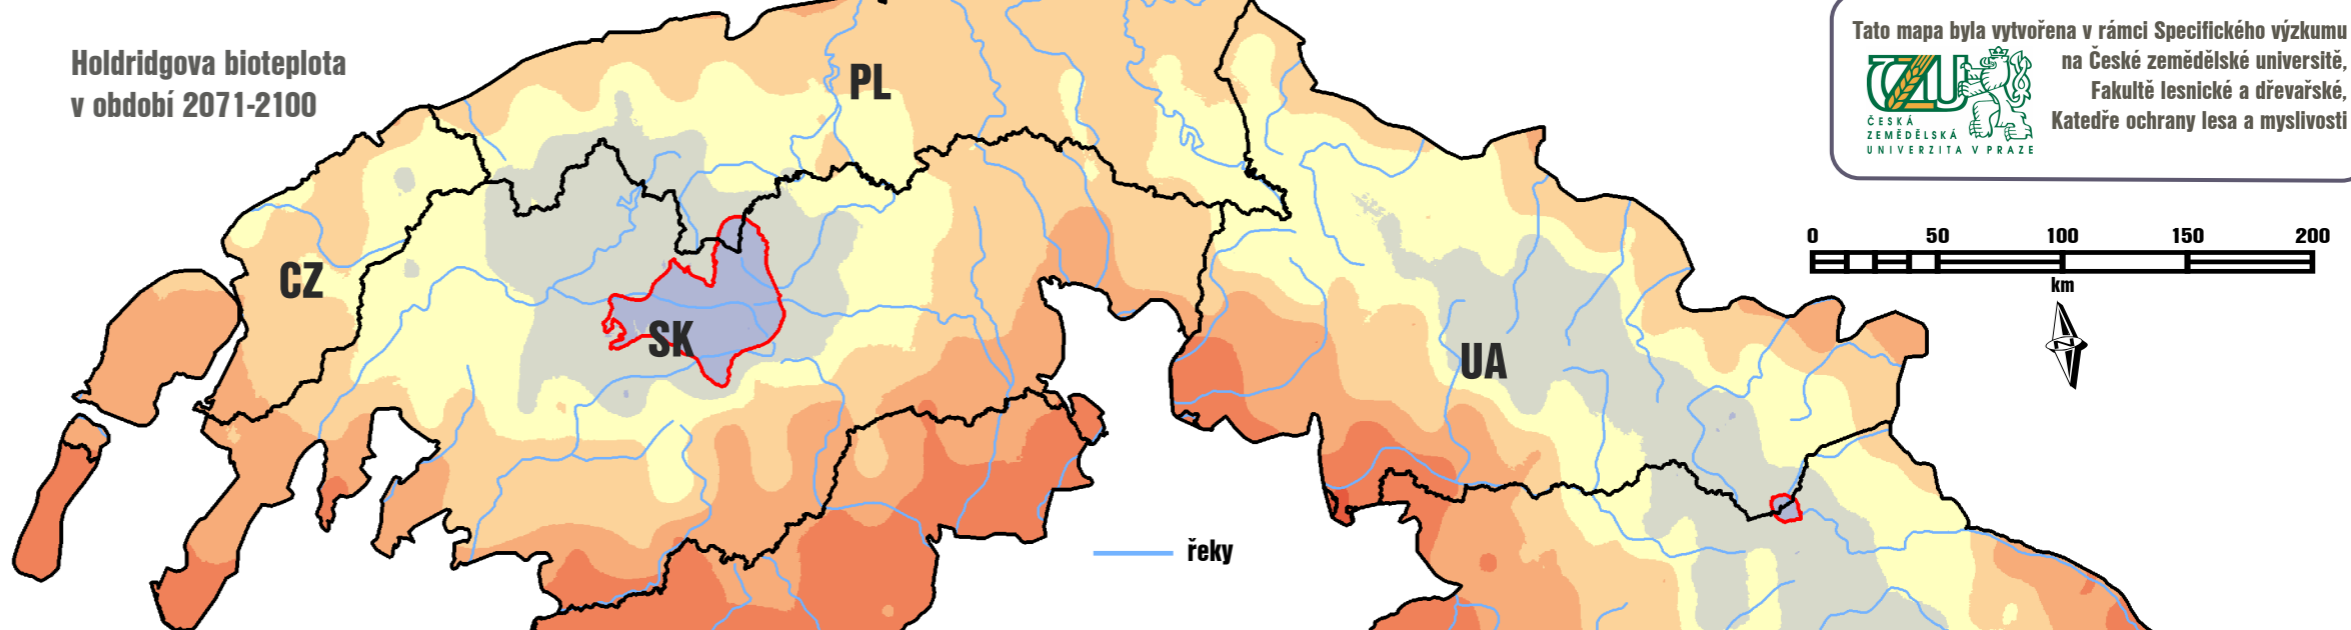 Holdridgova bioteplota
v období 2071-2100
PL
CZ
SK
UA
řeky
Tato mapa byla vytvořena v rámci Specifického výzkumu
na České zemědělské universitě,
Fakultě lesnické a dřevařské,
Katedře ochrany lesa a myslivosti
ČZU
ČESKÁ
ZEMĚDĚLSKÁ
UNIVERZITA V PRAZE
0 50 100 150 200
km
N